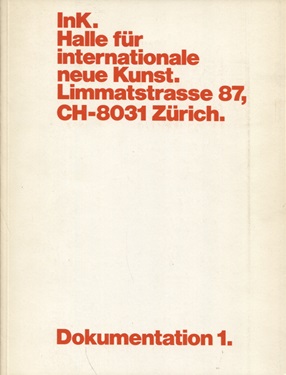 InK.
Halle für
internationale
neue Kunst.
Limmatstrasse 87,
CH-8031 Zürich.
Dokumentation 1.